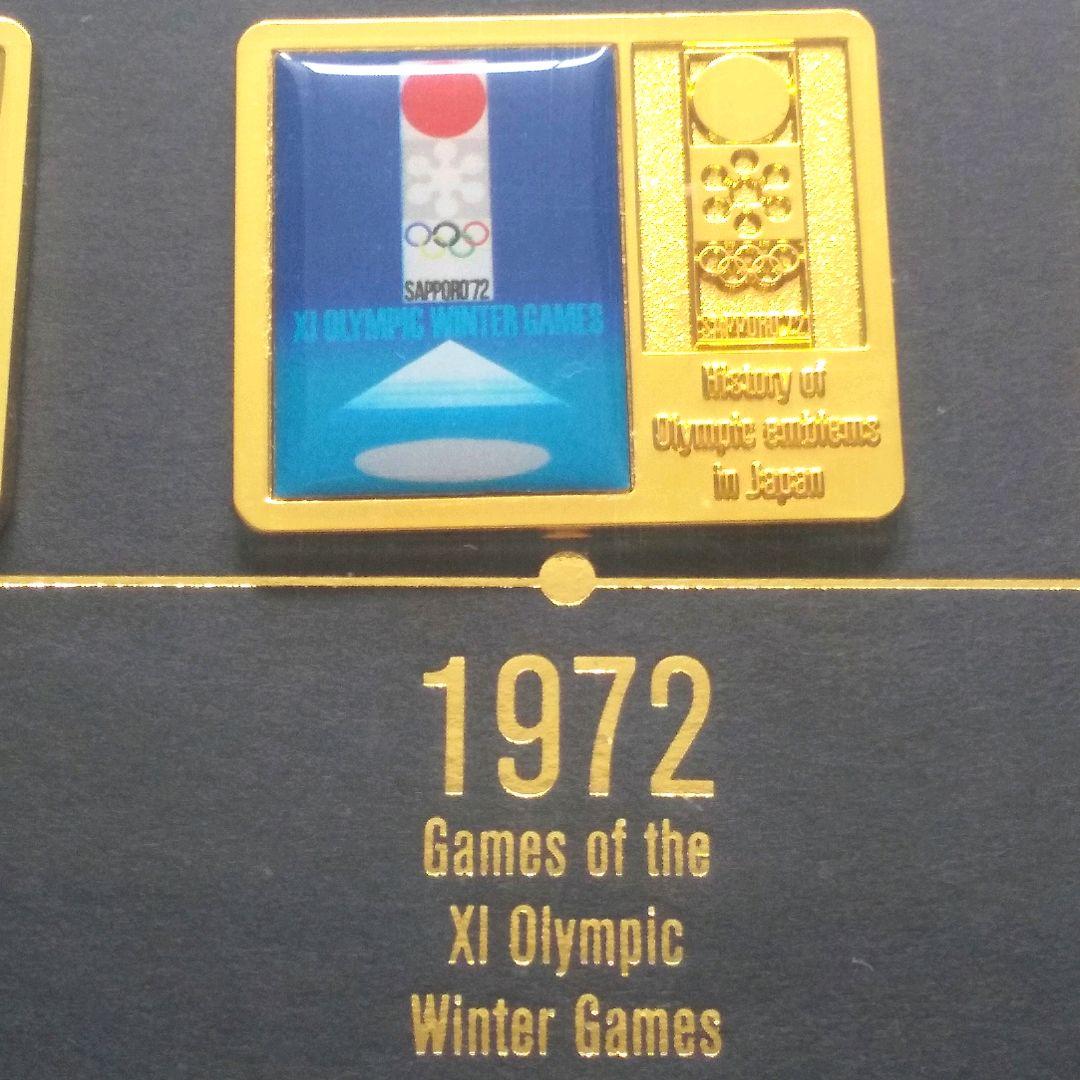 SAPPORO'72
XI OLYMPIC WINTER GAMES
SAPPORO'72
History of
Olympic emblems
in Japan
1972
Games of the
XI Olympic
Winter Games